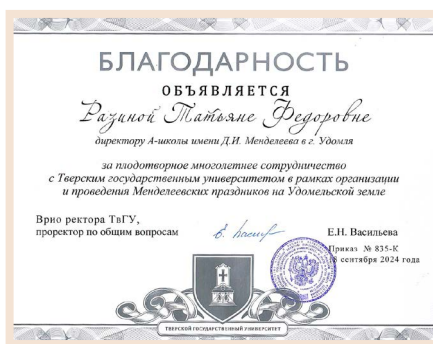 БЛАГОДАРНОСТЬ
ОБЪЯВЛЯЕТСЯ
Разиной Татьяне Федоровне
директору А-школы имени Д.И. Менделеева в г. Удомля
за плодотворное многолетнее сотрудничество
с Тверским государственным университетом в рамках организации
и проведения Менделеевских праздников на Удомельской земле
Врио ректора ТвГУ,
проректор по общим вопросам
Е.Н. Васильева
Приказ № 835-К
сентября 2024 года
ТВЕРСКОЙ ГОСУДАРСТВЕННЫЙ УНИВЕРСИТЕТ